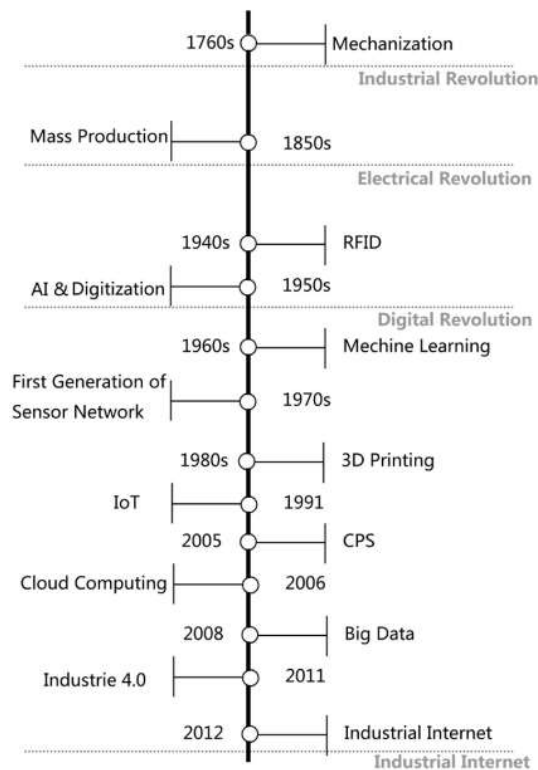 1760s Mechanization
Industrial Revolution
Mass Production 1850s
Electrical Revolution
1940s RFID
AI & Digitization 1950s
Digital Revolution
1960s Mechine Learning
First Generation of
Sensor Network 1970s
1980s 3D Printing
IoT 1991
2005 CPS
Cloud Computing 2006
2008 Big Data
Industrie 4.0 2011
2012 Industrial Internet
Industrial Internet